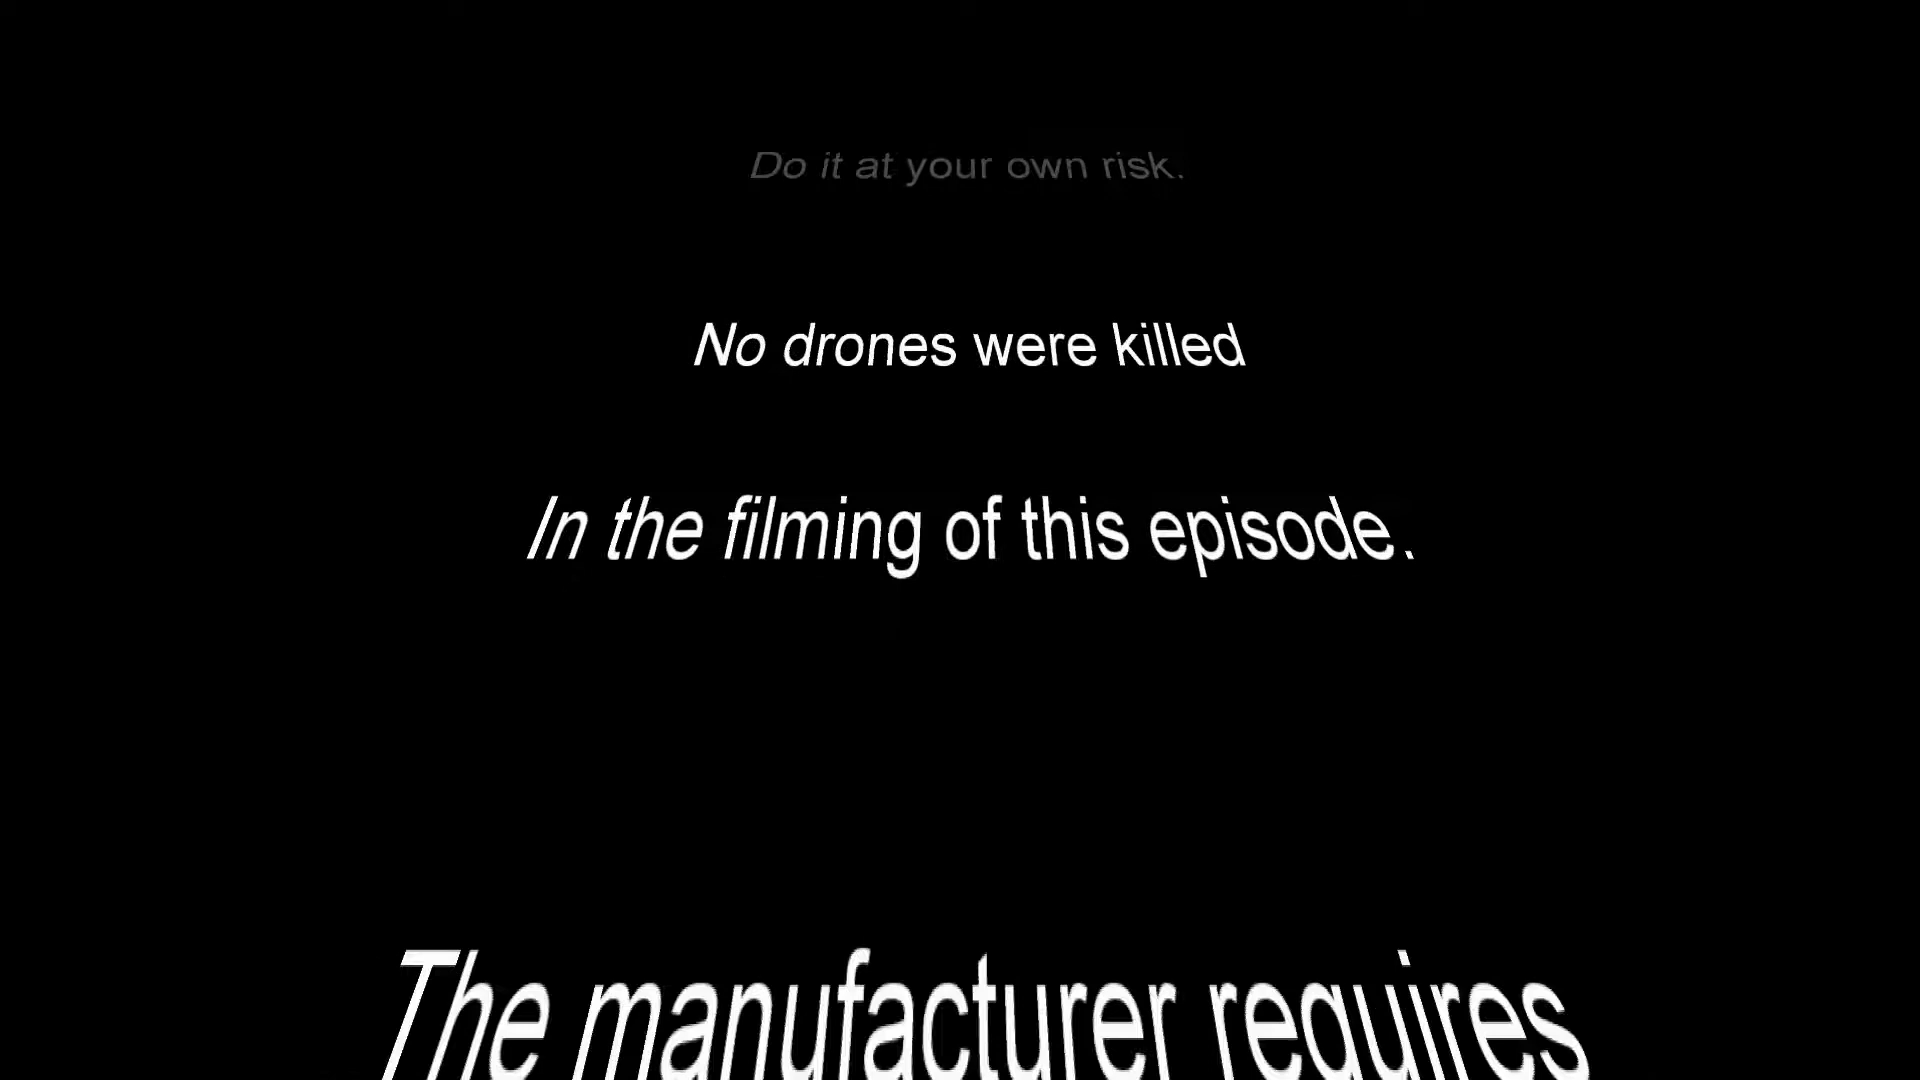 Do it at your own risk.
No drones were killed
In the filming of this episode.
The manufacturer requires